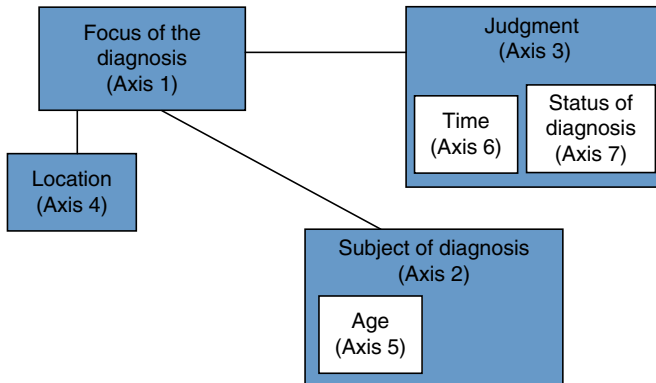 Focus of the
diagnosis
(Axis 1)
Judgment
(Axis 3)
Time
(Axis 6)
Status of
diagnosis
(Axis 7)
Location
(Axis 4)
Subject of diagnosis
(Axis 2)
Age
(Axis 5)